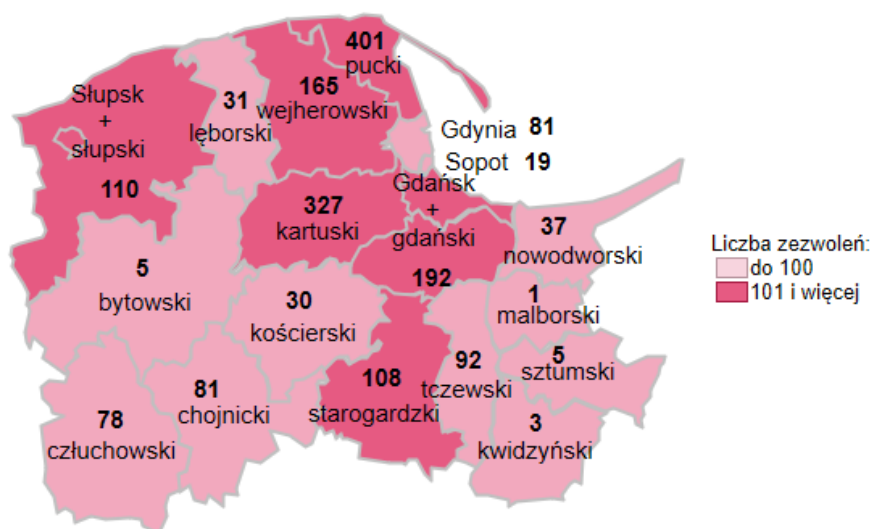 401
pucki
165
wejherowski
Słupsk
+
słupski
110
31
lęborski
Gdynia 81
Sopot 19
Gdańsk
+
gdański
192
327
kartuski
37
nowodworski
Liczba zezwoleń:
do 100
101 i więcej
5
bytowski
30
kościerski
1
malborski
92
tczewski
5
sztumski
108
starogardzki
81
chojnicki
78
człuchowski
3
kwidzyński